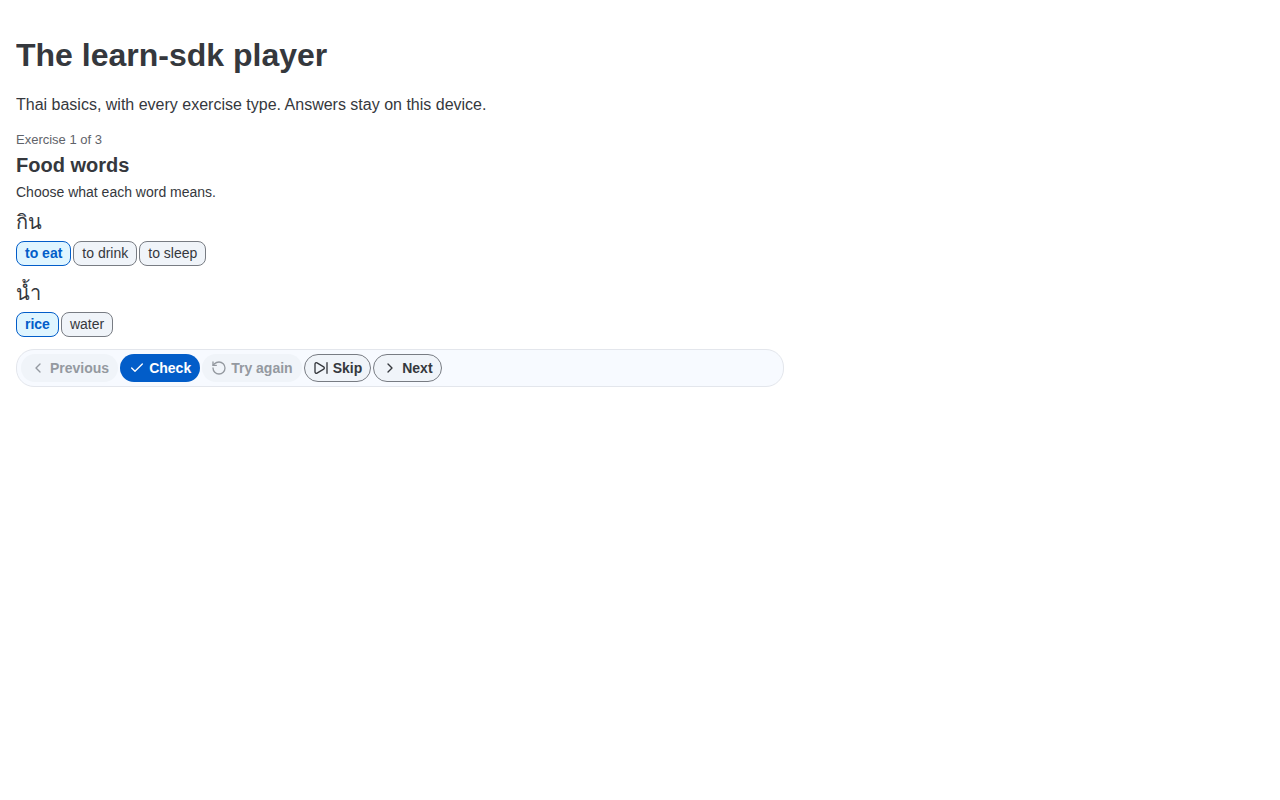 The learn-sdk player
Thai basics, with every exercise type. Answers stay on this device.
Exercise 1 of 3
Food words
Choose what each word means.
กิน
to eat to drink to sleep
น้ำ
rice water
Previous Check Try again Skip Next